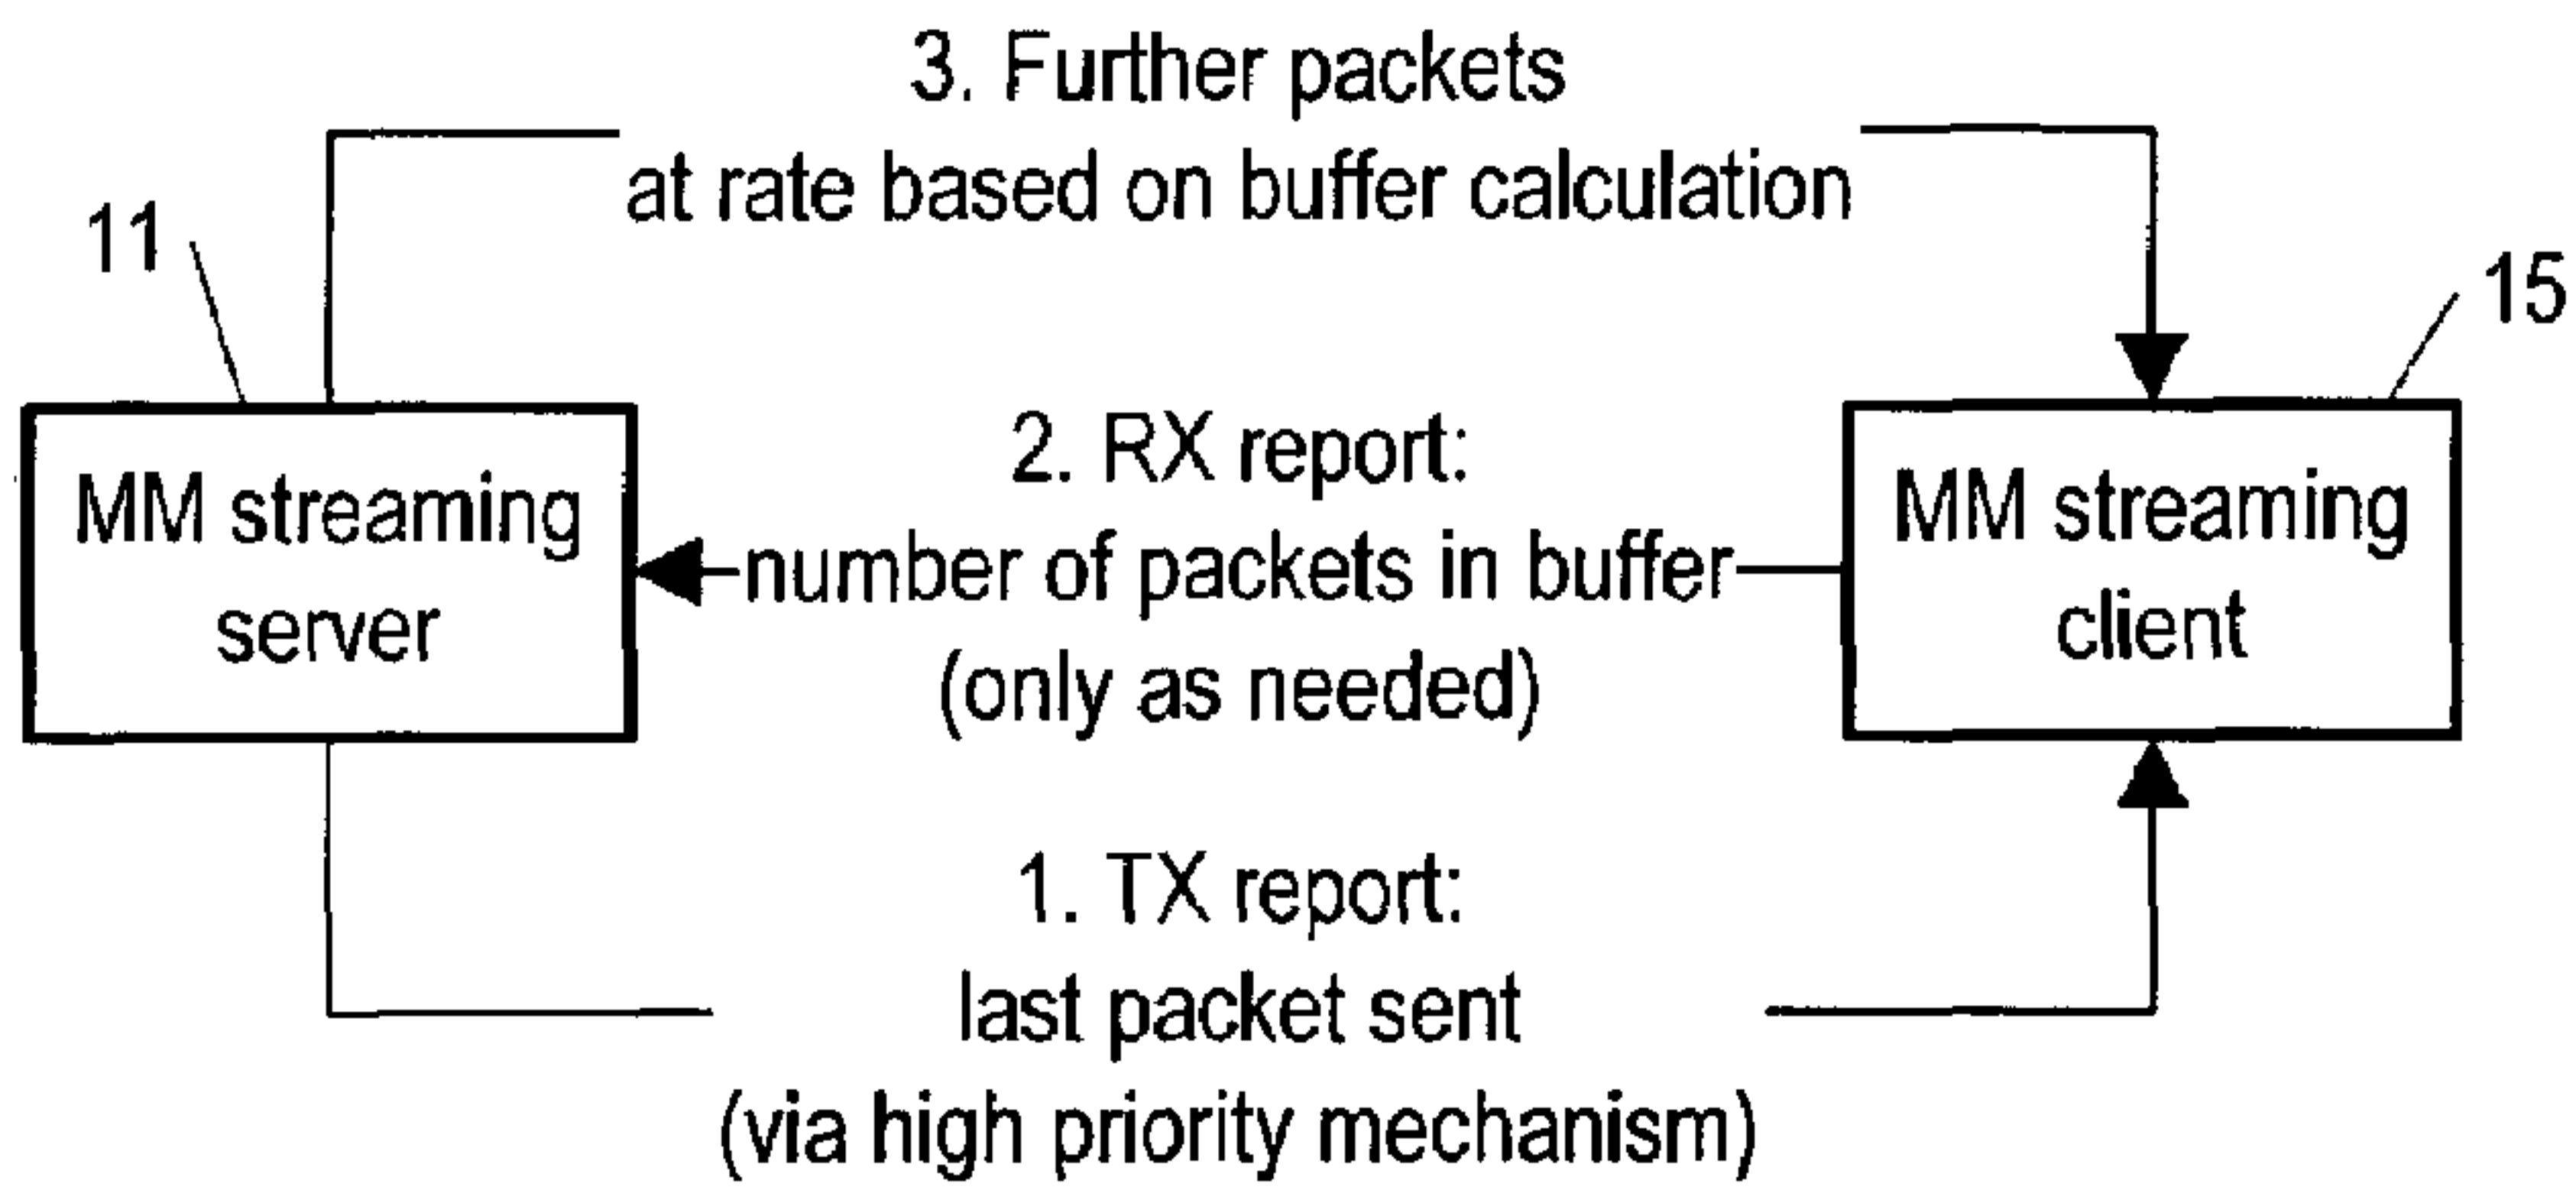 3. Further packets
at rate based on buffer calculation
11
15
MM streaming
server
2. RX report:
number of packets in buffer
(only as needed)
MM streaming
client
1. TX report:
last packet sent
(via high priority mechanism)